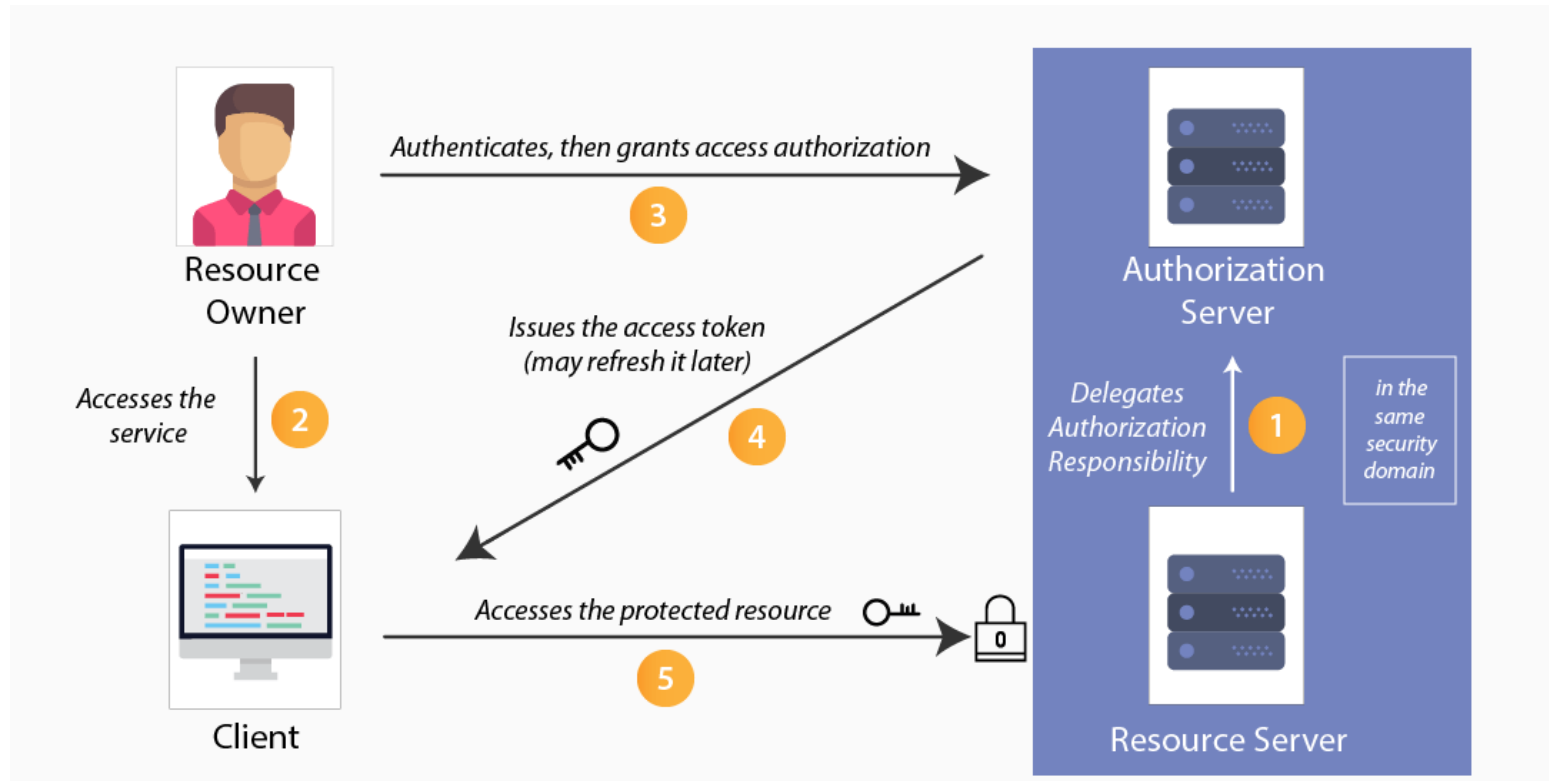 Authenticates, then grants access authorization
3
Resource
Owner
Authorization
Server
Issues the access token
(may refresh it later)
4
Accesses the
service
2
Delegates
Authorization
Responsibility
1
in the
same
security
domain
Accesses the protected resource
0
5
Client
Resource Server